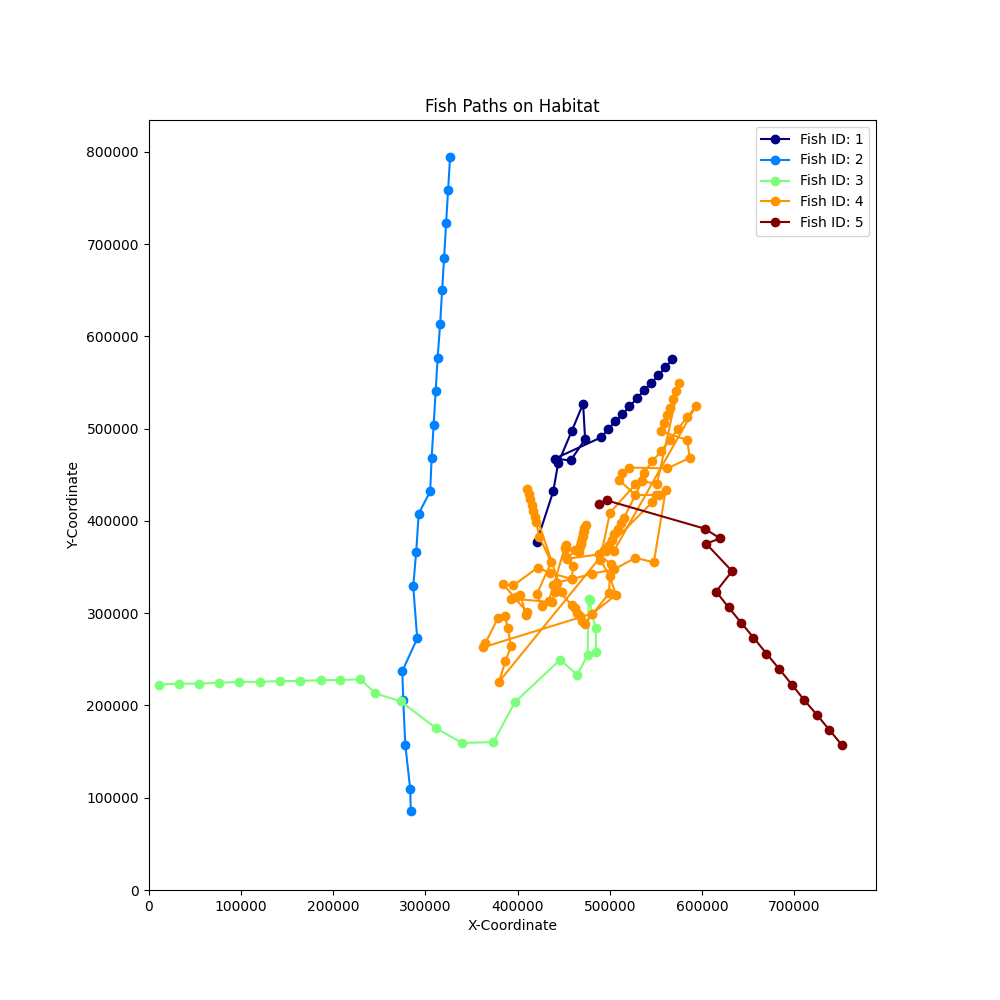 Fish Paths on Habitat
Fish ID: 1
Fish ID: 2
Fish ID: 3
Fish ID: 4
Fish ID: 5
800000
700000
600000
500000
400000
300000
200000
100000
0
Y-Coordinate
0 100000 200000 300000 400000 500000 600000 700000
X-Coordinate